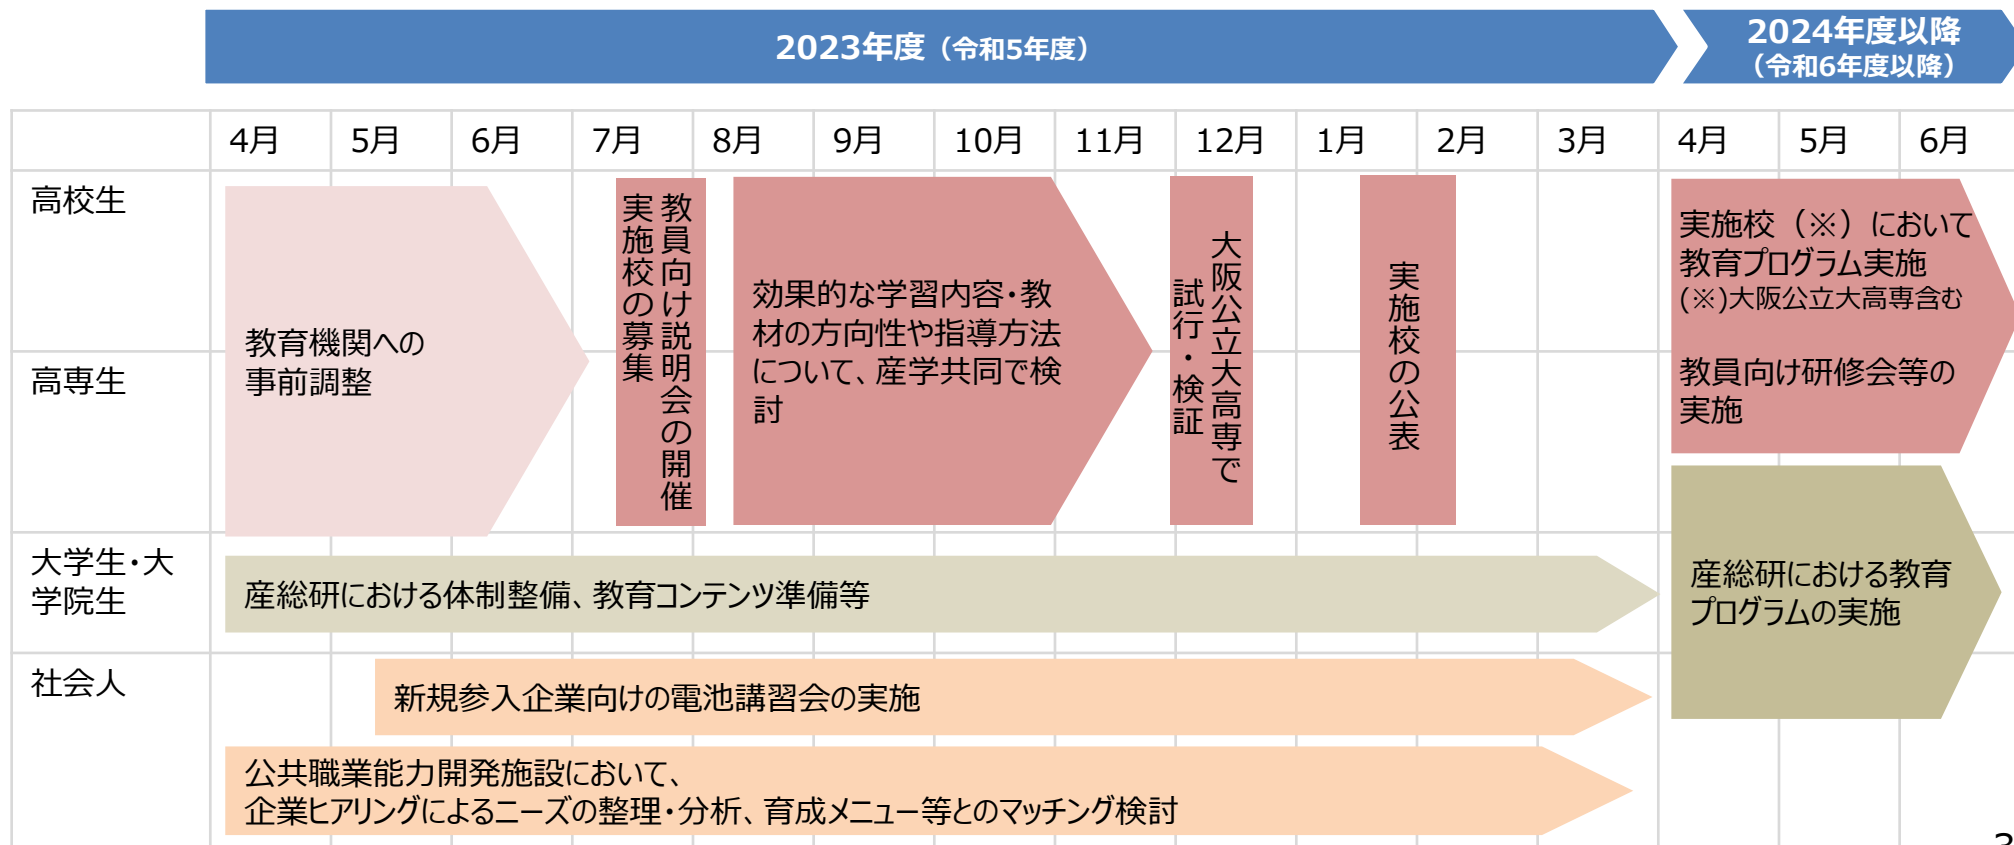 2023年度（令和5年度）
2024年度以降
（令和6年度以降）
4月 5月 6月 7月 8月 9月 10月 11月 12月 1月 2月 3月 4月 5月 6月
高校生
高専生
教育機関への
事前調整
教員向け説明会の開催
実施校の募集
効果的な学習内容・教
材の方向性や指導方法
について、産学共同で検
討
大阪公立大高専で
試行・検証
実施校の公表
実施校（※）において
教育プログラム実施
(※)大阪公立大高専含む
教員向け研修会等の
実施
大学生・大
学院生
産総研における体制整備、教育コンテンツ準備等
産総研における教育
プログラムの実施
社会人
新規参入企業向けの電池講習会の実施
公共職業能力開発施設において、
企業ヒアリングによるニーズの整理・分析、育成メニュー等とのマッチング検討
3